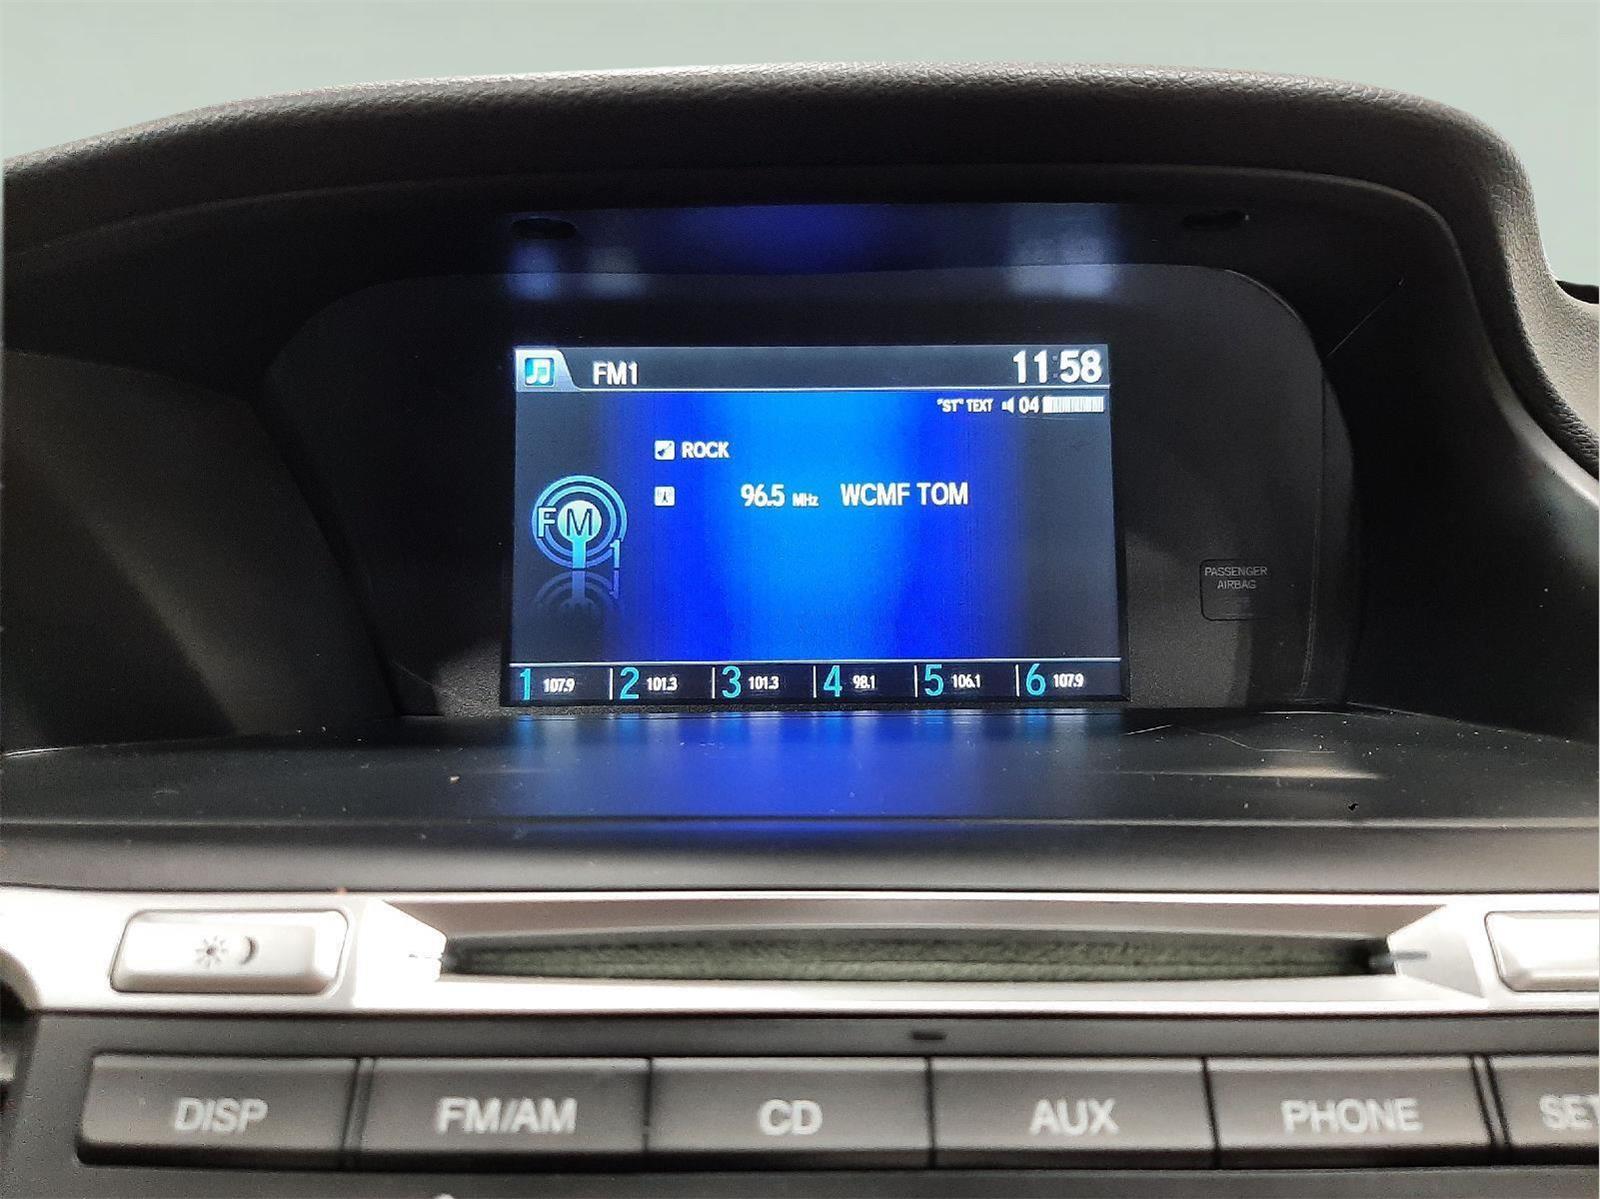 FM1 11:58
"ST" TEXT 04
ROCK
96.5 MHz WCMF TOM
FM
1
1 107.9 2 101.3 3 101.3 4 98.1 5 106.1 6 107.9
PASSENGER
AIRBAG
DISP FM/AM CD AUX PHONE